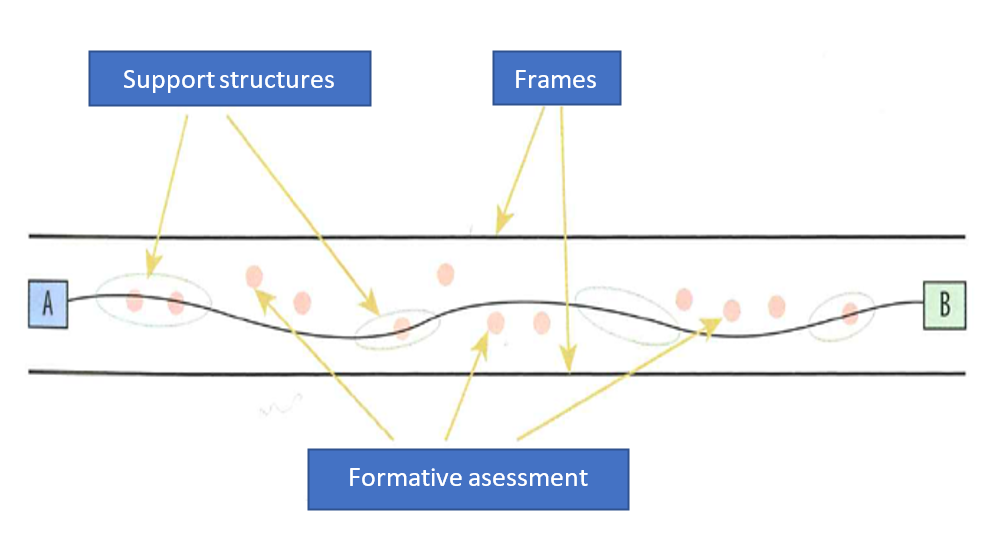 Support structures
Frames
A
B
Formative asessment